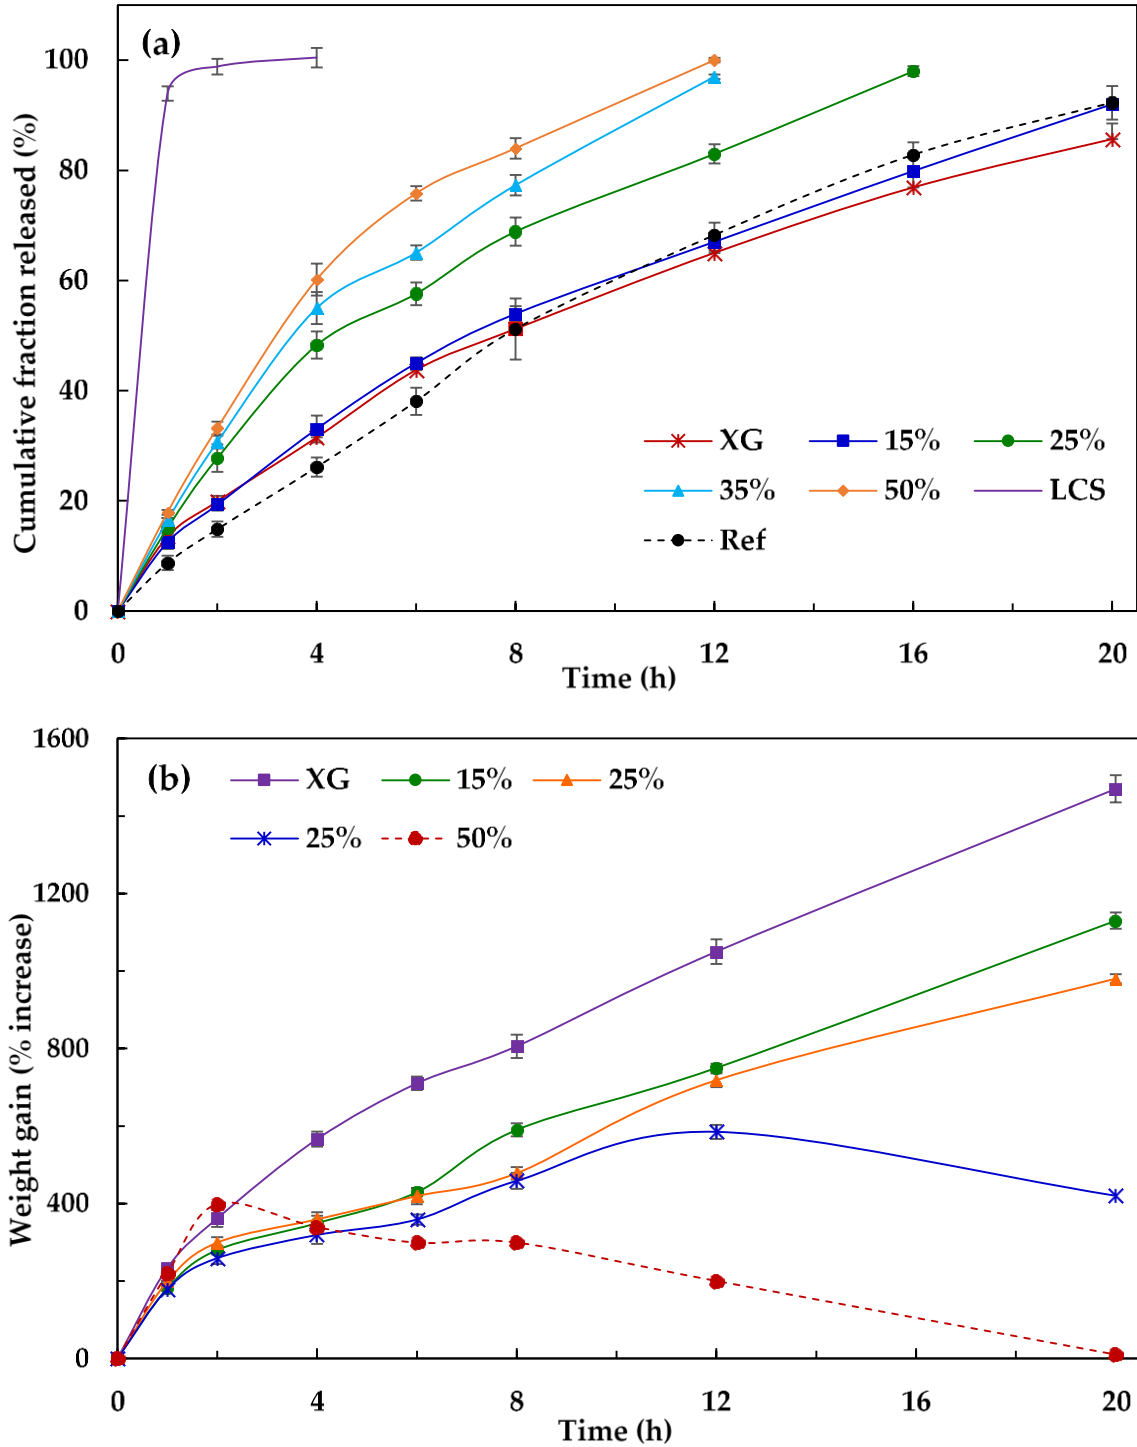 (a)
100
80
60
40
20
0
Cumulative fraction released (%)
XG 15% 25%
35% 50% LCS
Ref
0 4 8 12 16 20
Time (h)
(b)
1600
1200
800
400
0
Weight gain (% increase)
XG 15% 25%
25% 50%
0 4 8 12 16 20
Time (h)